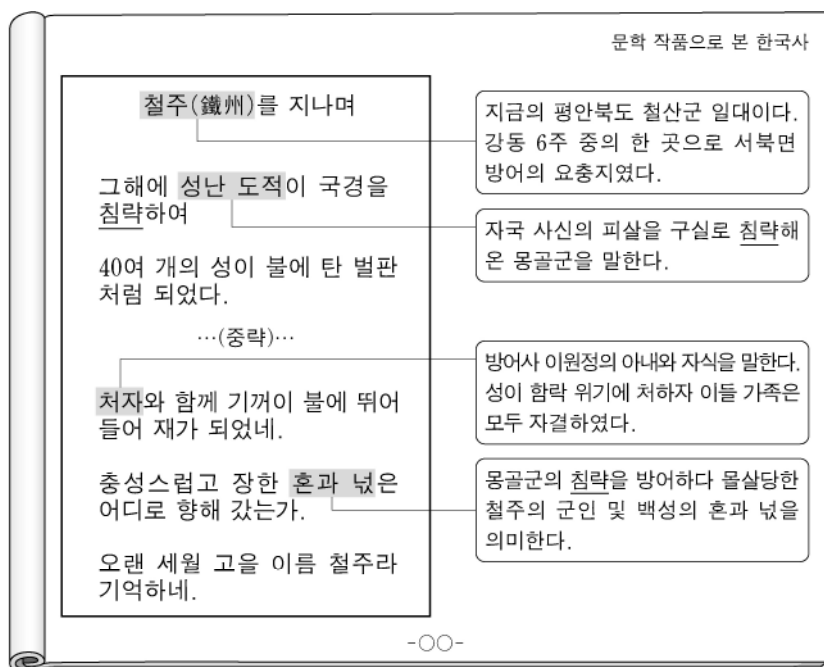 문학 작품으로 본 한국사
철주(鐵州)를 지나며
그해에 성난 도적이 국경을
침략하여
40여 개의 성이 불에 탄 벌판
처럼 되었다.
…(중략)…
처자와 함께 기꺼이 불에 뛰어
들어 재가 되었네.
충성스럽고 장한 혼과 넋은
어디로 향해 갔는가.
오랜 세월 고을 이름 철주라
기억하네.
지금의 평안북도 철산군 일대이다.
강동 6주 중의 한 곳으로 서북면
방어의 요충지였다.
자국 사신의 피살을 구실로 침략해
온 몽골군을 말한다.
방어사 이원정의 아내와 자식을 말한다.
성이 함락 위기에 처하자 이들 가족은
모두 자결하였다.
몽골군의 침략을 방어하다 몰살당한
철주의 군인 및 백성의 혼과 넋을
의미한다.
-○○-